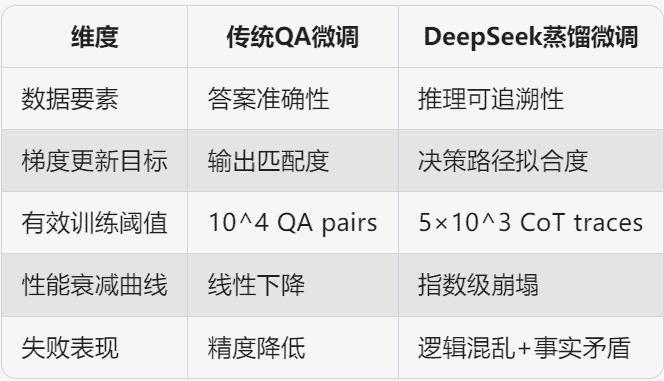 维度 传统QA微调 DeepSeek蒸馏微调
数据要素 答案准确性 推理可追溯性
梯度更新目标 输出匹配度 决策路径拟合度
有效训练阈值 10^4 QA pairs 5×10^3 CoT traces
性能衰减曲线 线性下降 指数级崩塌
失败表现 精度降低 逻辑混乱+事实矛盾